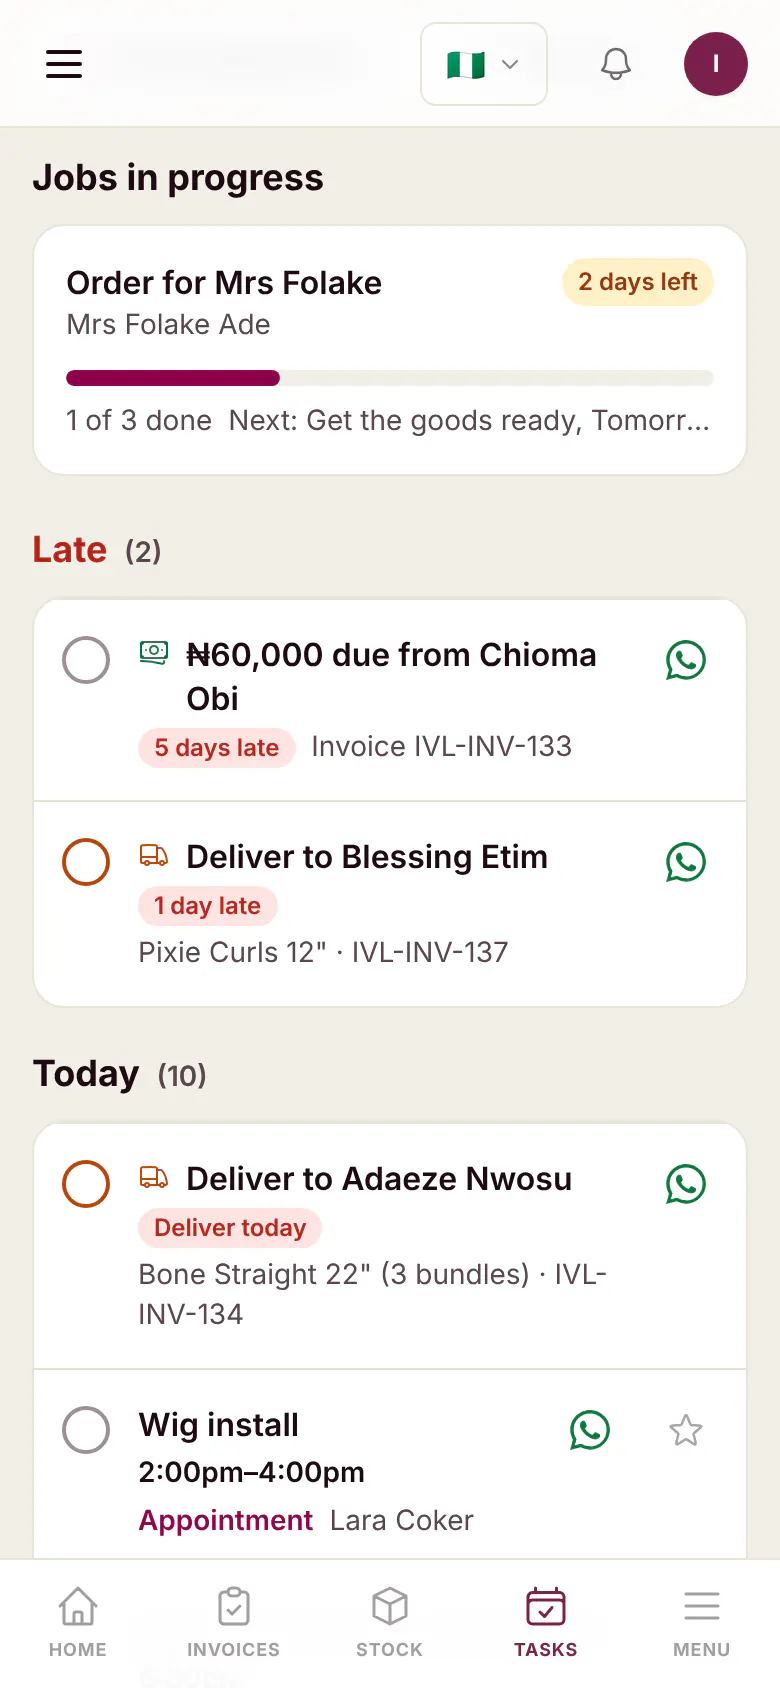 I
Jobs in progress
Order for Mrs Folake
2 days left
Mrs Folake Ade
1 of 3 done Next: Get the goods ready, Tomorr...
Late (2)
₦60,000 due from Chioma
Obi
5 days late Invoice IVL-INV-133
Deliver to Blessing Etim
1 day late
Pixie Curls 12" · IVL-INV-137
Today (10)
Deliver to Adaeze Nwosu
Deliver today
Bone Straight 22" (3 bundles) · IVL-
INV-134
Wig install
2:00pm–4:00pm
Appointment Lara Coker
HOME
INVOICES
STOCK
TASKS
MENU